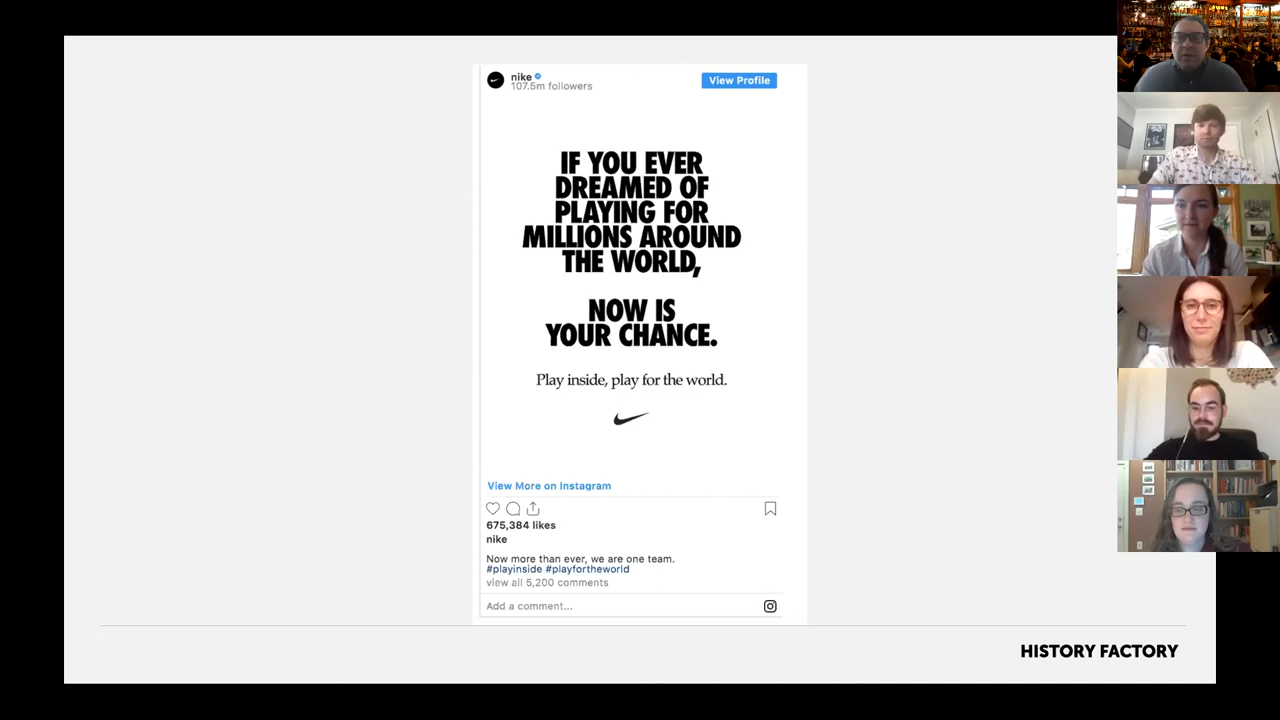 nike
107.5m followers
View Profile
IF YOU EVER
DREAMED OF
PLAYING FOR
MILLIONS AROUND
THE WORLD,
NOW IS
YOUR CHANCE.
Play inside, play for the world.
View More on Instagram
675,384 likes
nike
Now more than ever, we are one team.
#playinside #playfortheworld
view all 5,200 comments
Add a comment...
HISTORY FACTORY